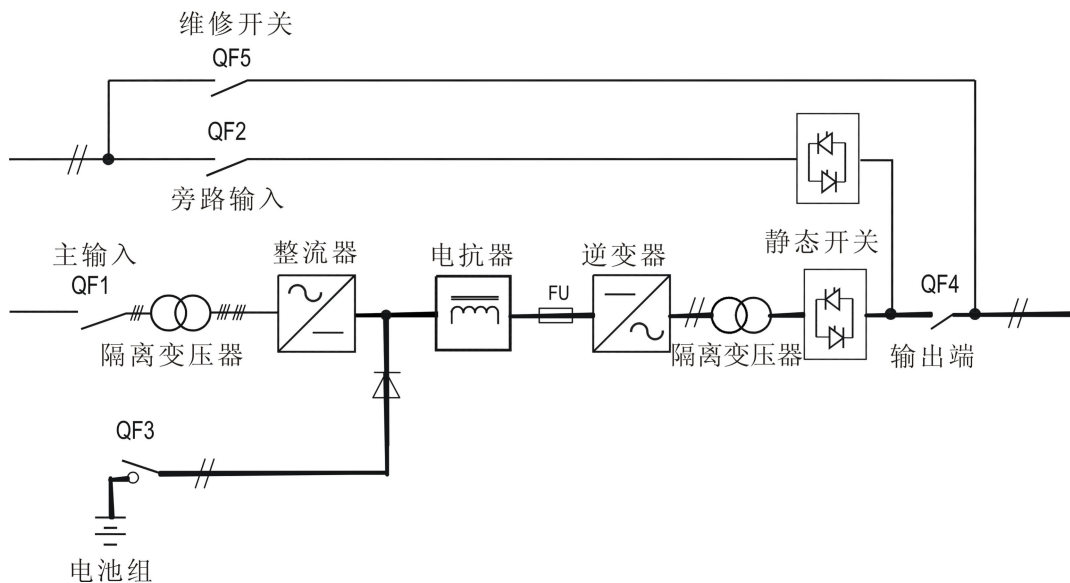 维修开关
QF5
QF2
旁路输入
主输入
QF1
隔离变压器
整流器
电抗器
FU
逆变器
隔离变压器
静态开关
QF4
输出端
QF3
电池组